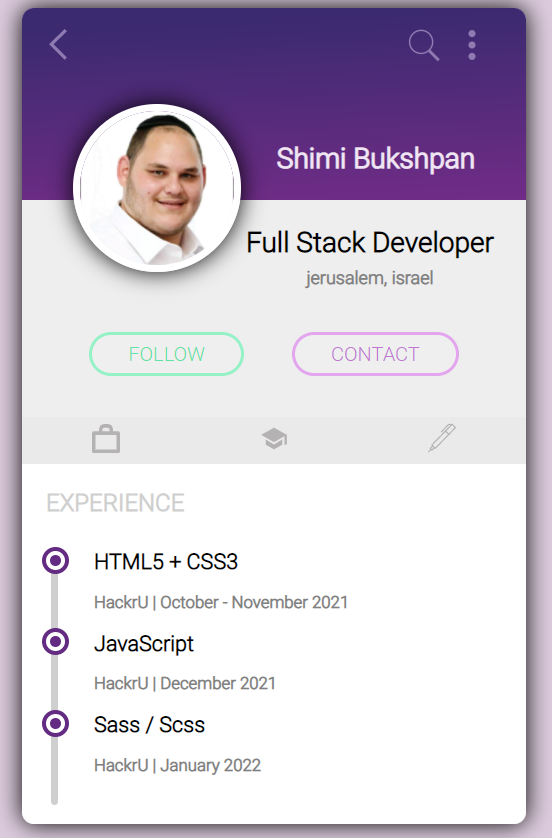 Shimi Bukshpan
Full Stack Developer
jerusalem, israel
FOLLOW
CONTACT
EXPERIENCE
HTML5 + CSS3
HackrU | October - November 2021
JavaScript
HackrU | December 2021
Sass / Scss
HackrU | January 2022